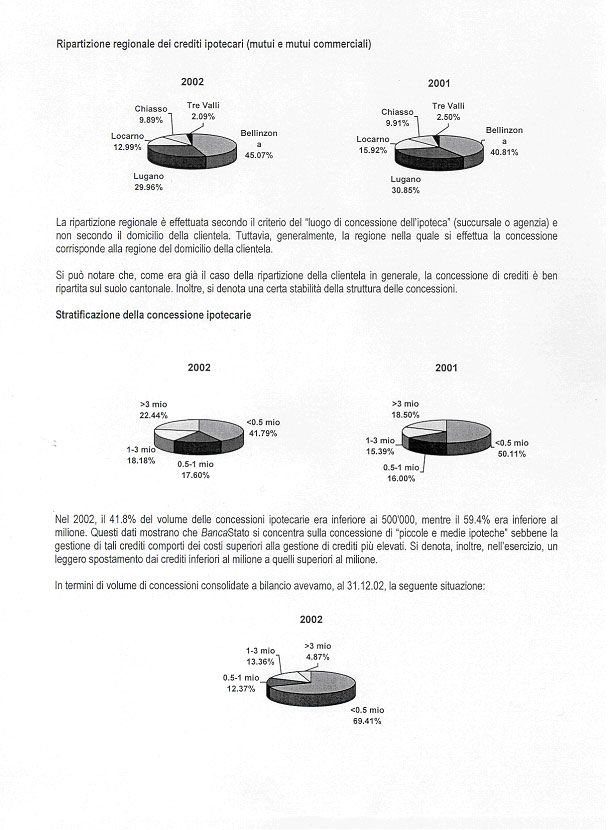 Ripartizione regionale dei crediti ipotecari (mutui e mutui commerciali)
2002
Chiasso
9.89%
Tre Valli
2.09%
Locarno
12.99%
Bellinzon
a
45.07%
Lugano
29.96%
2001
Chiasso
9.91%
Tre Valli
2.50%
Locarno
15.92%
Bellinzon
a
40.81%
Lugano
30.85%
La ripartizione regionale è effettuata secondo il criterio del “luogo di concessione dell’ipoteca” (succursale o agenzia) e
non secondo il domicilio della clientela. Tuttavia, generalmente, la regione nella quale si effettua la concessione
corrisponde alla regione del domicilio della clientela.
Si può notare che, come era già il caso della ripartizione della clientela in generale, la concessione di crediti è ben
ripartita sul suolo cantonale. Inoltre, si denota una certa stabilità della struttura delle concessioni.
Stratificazione della concessione ipotecarie
2002
>3 mio
22.44%
<0.5 mio
41.79%
1-3 mio
18.18%
0.5-1 mio
17.60%
2001
>3 mio
18.50%
1-3 mio
15.39%
<0.5 mio
50.11%
0.5-1 mio
16.00%
Nel 2002, il 41.8% del volume delle concessioni ipotecarie era inferiore ai 500'000, mentre il 59.4% era inferiore al
milione. Questi dati mostrano che BancaStato si concentra sulla concessione di “piccole e medie ipoteche” sebbene la
gestione di tali crediti comporti dei costi superiori alla gestione di crediti più elevati. Si denota, inoltre, nell’esercizio, un
leggero spostamento dai crediti inferiori al milione a quelli superiori al milione.
In termini di volume di concessioni consolidate a bilancio avevamo, al 31.12.02, la seguente situazione:
2002
1-3 mio
13.36%
>3 mio
4.87%
0.5-1 mio
12.37%
<0.5 mio
69.41%